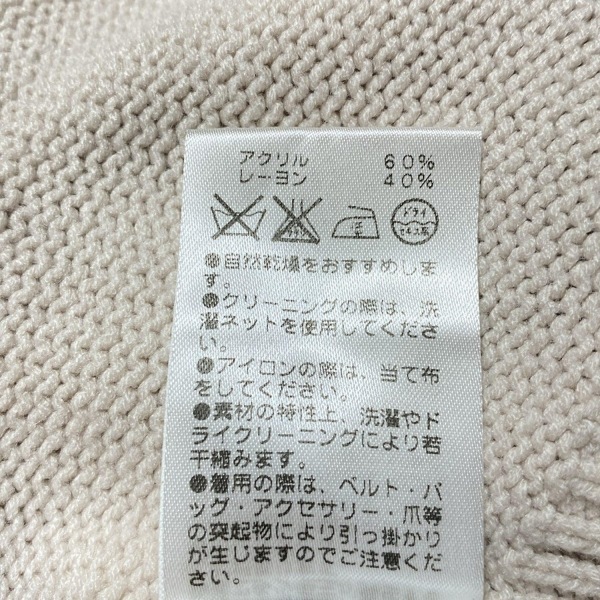 アクリル 60%
レーヨン 40%
ドライ
セキユ系
●自然乾燥をおすすめしま
す。
●クリーニングの際は、洗
濯ネットを使用してくださ
い。
●アイロンの際は、当て布
をしてください。
●素材の特性上、洗濯やド
ライクリーニングにより若
干縮みます。
●着用の際は、ベルト・バ
ッグ・アクセサリー・爪等
の突起物により引っ掛かり
が生じますのでご注意くだ
さい。